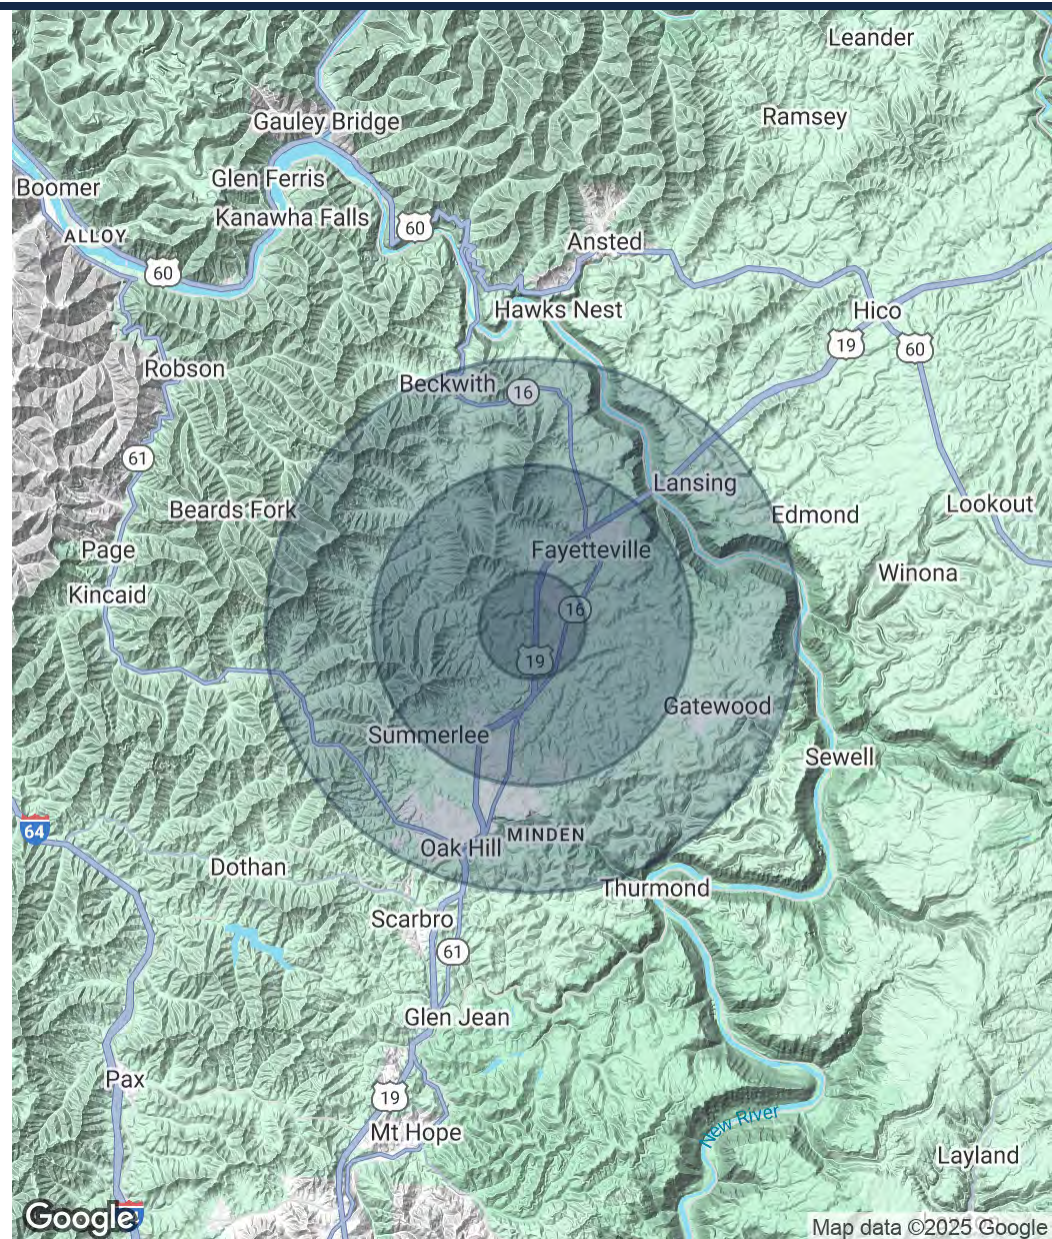 Leander
Ramsey
Gauley Bridge
Glen Ferris
Boomer
Kanawha Falls
60
ALLOY
Ansted
60
Hawks Nest
Hico
19
60
Robson
Beckwith
16
61
Lansing
Beards Fork
Edmond
Lookout
Page
Fayetteville
Winona
Kincaid
16
19
Gatewood
Summerlee
Sewell
64
MINDEN
Oak Hill
Dothan
Thurmond
Scarbro
61
Glen Jean
Pax
19
New River
Mt Hope
Layland
Google
Map data ©2025 Google